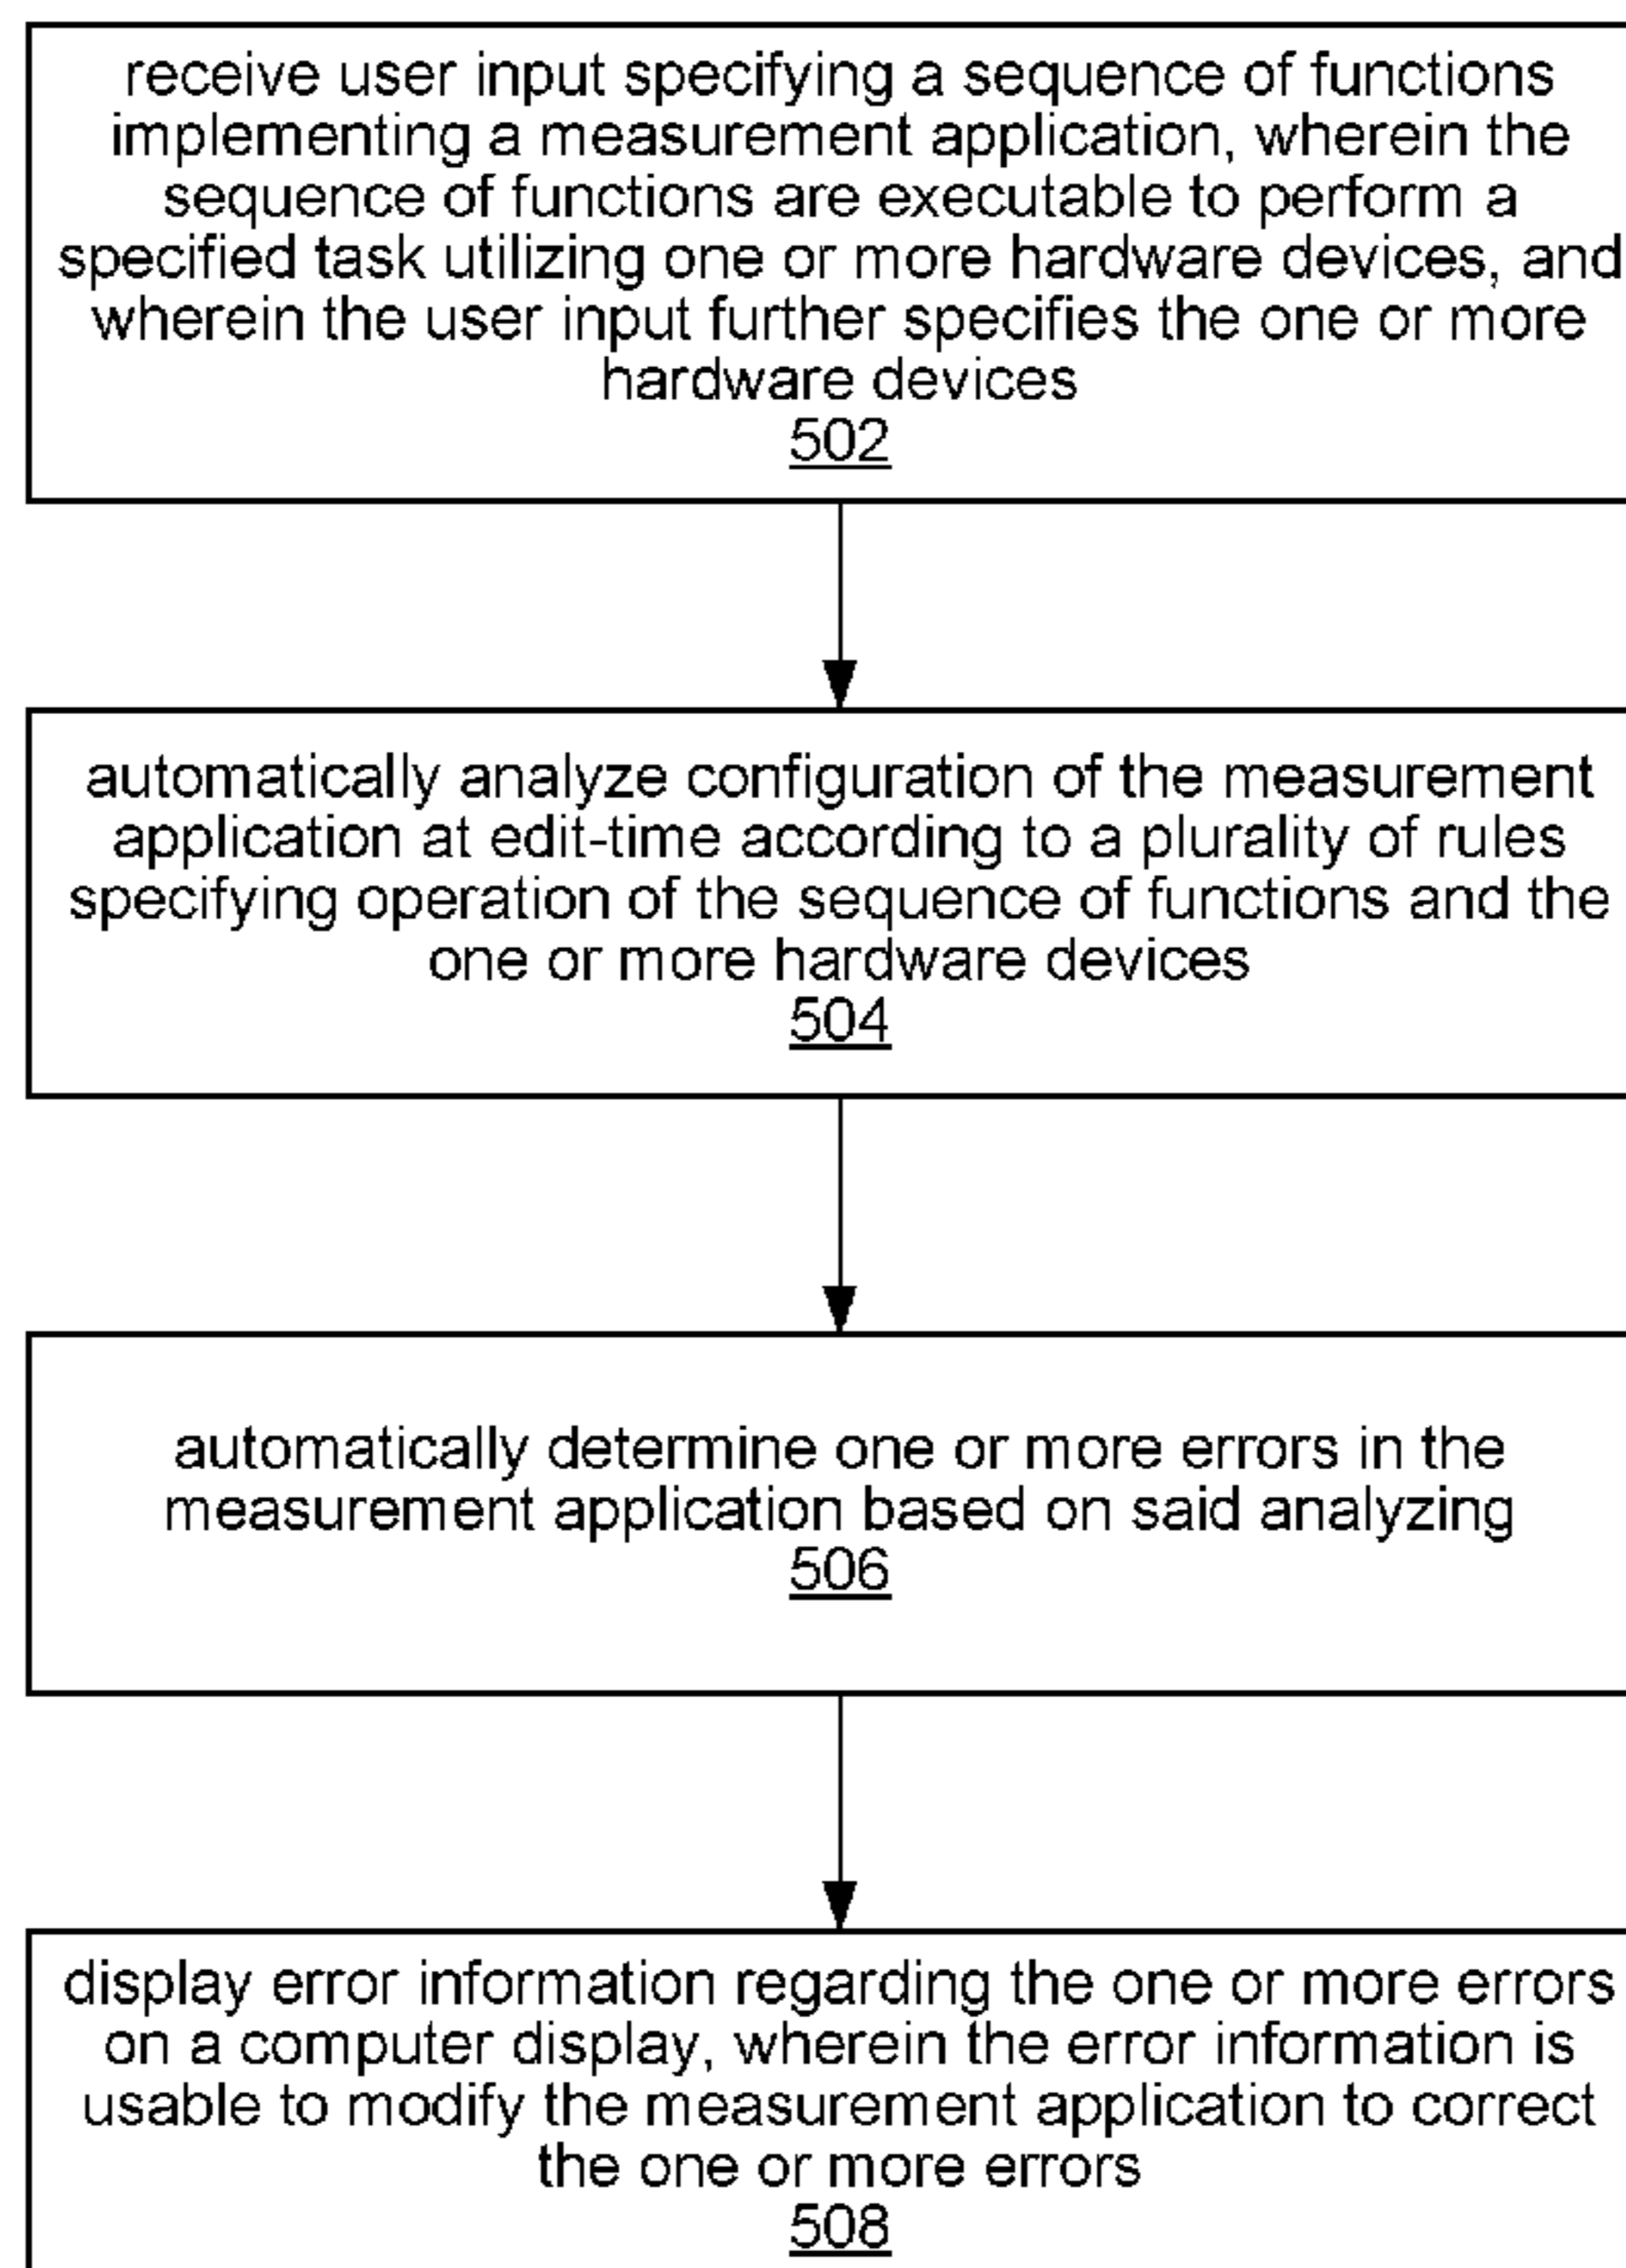 receive user input specifying a sequence of functions
implementing a measurement application, wherein the
sequence of functions are executable to perform a
specified task utilizing one or more hardware devices, and
wherein the user input further specifies the one or more
hardware devices
502
automatically analyze configuration of the measurement
application at edit-time according to a plurality of rules
specifying operation of the sequence of functions and the
one or more hardware devices
504
automatically determine one or more errors in the
measurement application based on said analyzing
506
display error information regarding the one or more errors
on a computer display, wherein the error information is
usable to modify the measurement application to correct
the one or more errors
508